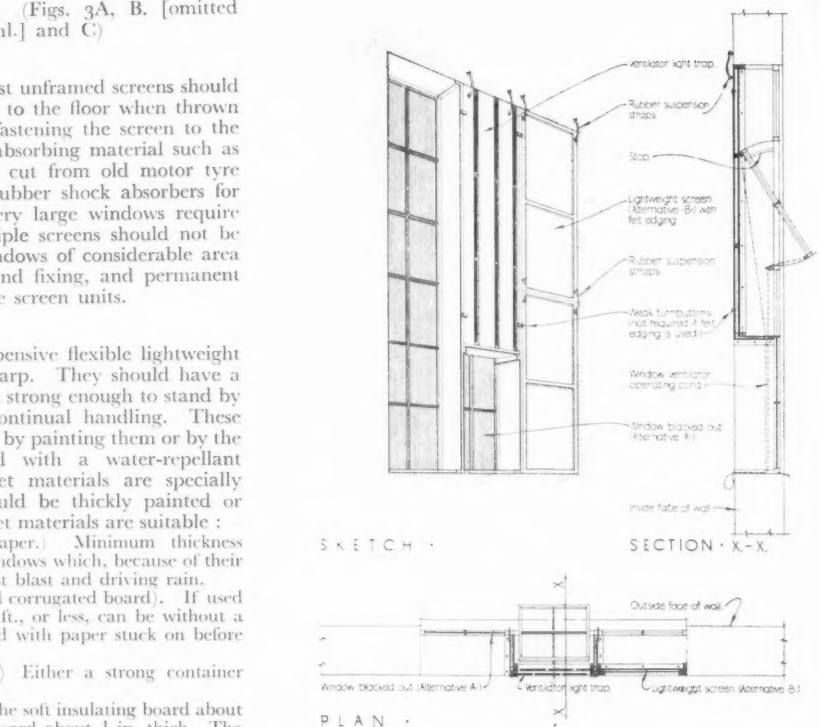 (Figs. 3A, B. [omitted
nl.] and C)
st unframed screens should
to the floor when thrown
fastening the screen to the
absorbing material such as
cut from old motor tyre
rubber shock absorbers for
ery large windows require
iple screens should not be
ndows of considerable area
and fixing, and permanent
e screen units.
pensive flexible lightweight
arp. They should have a
strong enough to stand by
ontinual handling. These
by painting them or by the
d with a water-repellant
et materials are specially
uld be thickly painted or
et materials are suitable :
aper.) Minimum thickness
ndows which, because of their
t blast and driving rain.
d corrugated board). If used
ft., or less, can be without a
d with paper stuck on before
) Either a strong container
he soft insulating board about
board about 1 in. thick. The
Ventilator light trap.
Rubber suspension
straps.
Stop
Lightweight screen
(Alternative·B·) with
felt edging.
Rubber suspension
straps.
Weak turnbuttons
(not required if felt
edging is used)
Window ventilator
operating cord
Window blacked out
(Alternative·A·)
Inside face of wall
SKETCH ·
SECTION · X-X.
X
Outside face of wall
Window blacked out (Alternative·A·)
Ventilator light trap.
Lightweight screen (Alternative·B·)
X
PLAN ·